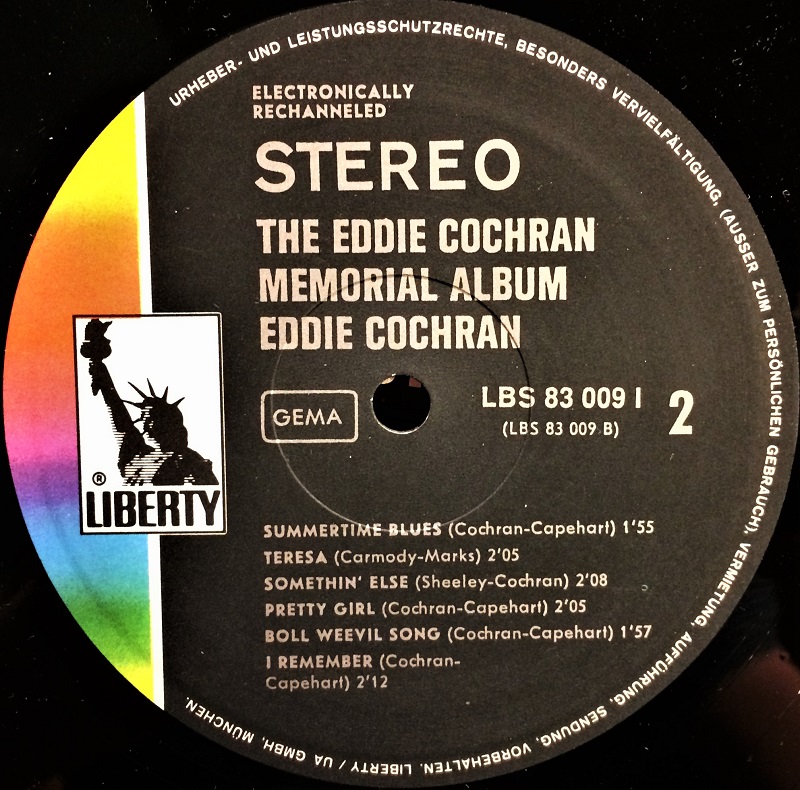 URHEBER- UND LEISTUNGSSCHUTZRECHTE, BESONDERS VERVIELFÄLTIGUNG, (AUSSER ZUM PERSÖNLICHEN GEBRAUCH), VERMIETUNG, AUFFÜHRUNG, SENDUNG, VORBEHALTEN. LIBERTY / UA GMBH, MÜNCHEN.
ELECTRONICALLY
RECHANNELED
STEREO
THE EDDIE COCHRAN
MEMORIAL ALBUM
EDDIE COCHRAN
GEMA
LBS 83 009 I
(LBS 83 009 B)
2
®
LIBERTY
SUMMERTIME BLUES (Cochran-Capehart) 1'55
TERESA (Carmody-Marks) 2'05
SOMETHIN' ELSE (Sheeley-Cochran) 2'08
PRETTY GIRL (Cochran-Capehart) 2'05
BOLL WEEVIL SONG (Cochran-Capehart) 1'57
I REMEMBER (Cochran-
Capehart) 2'12